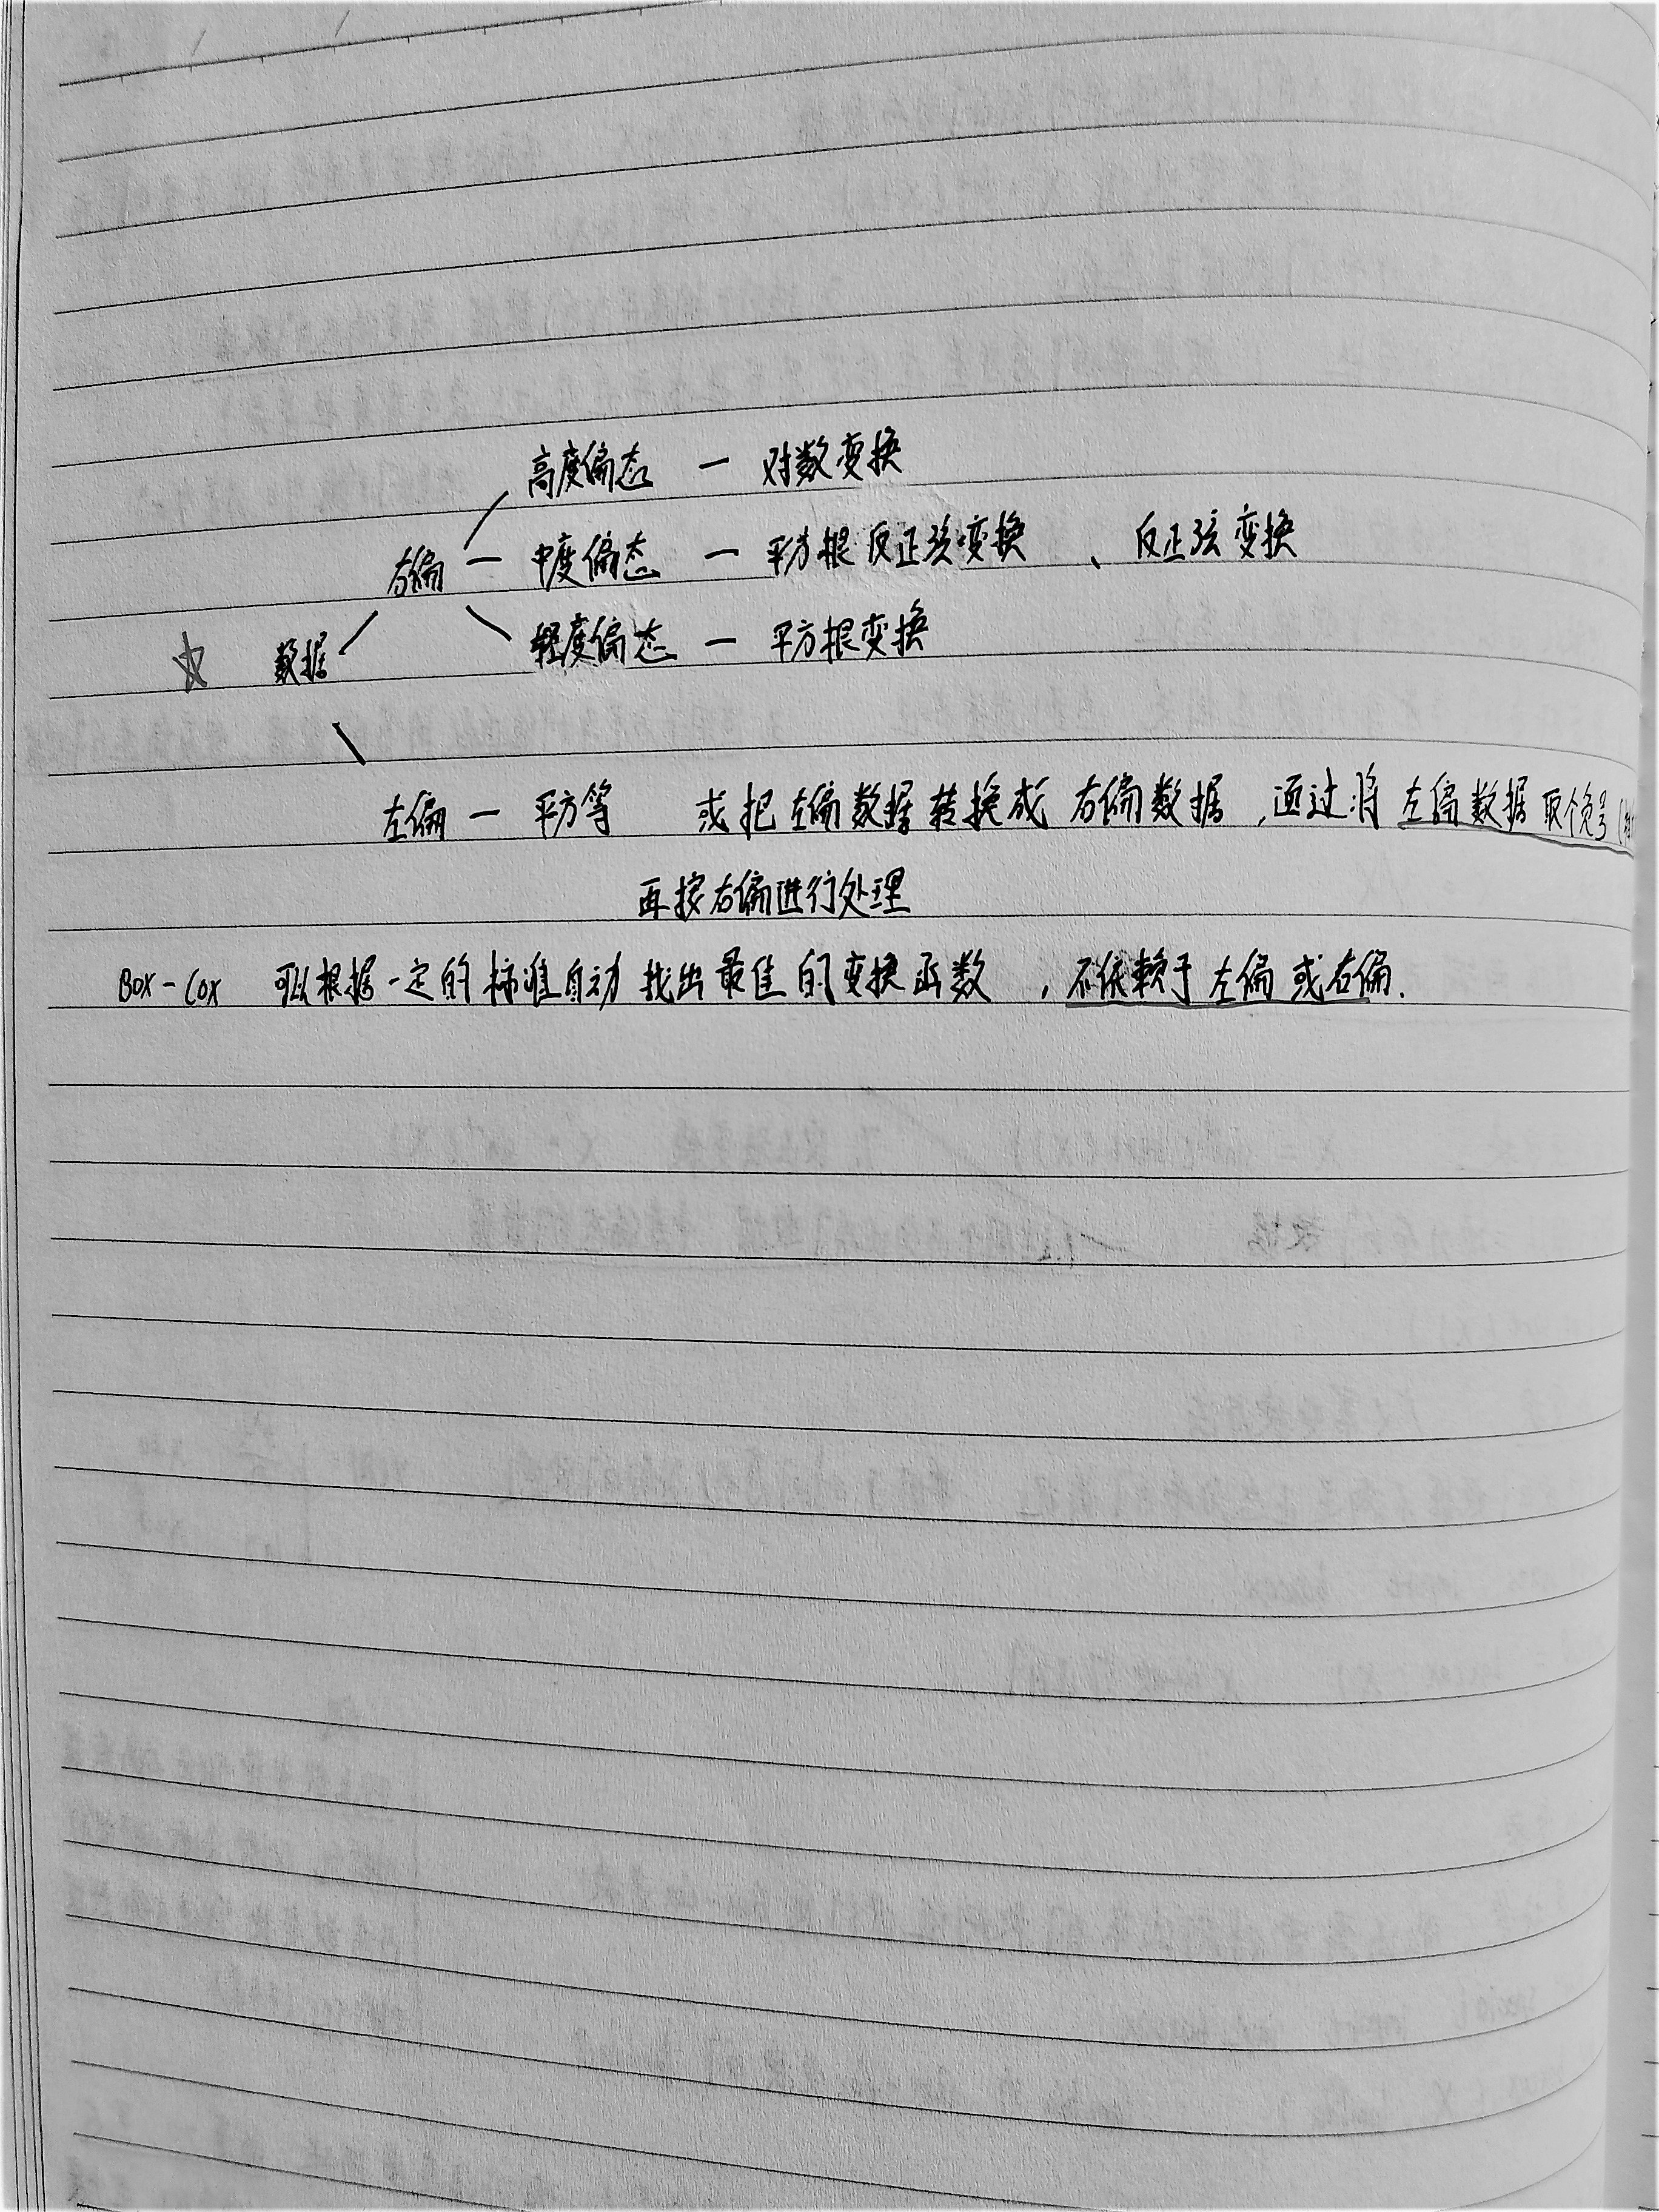 高度偏态 — 对数变换
右偏 — 中度偏态 — 平方根反正弦变换 、 反正弦变换
☆ 数据 轻度偏态 — 平方根变换
左偏 — 平方等 或把左偏数据转换成右偏数据，通过将左偏数据取个负号
再按右偏进行处理
Box-Cox 可以根据一定的标准自动找出最佳的变换函数 ，不依赖于左偏或右偏.